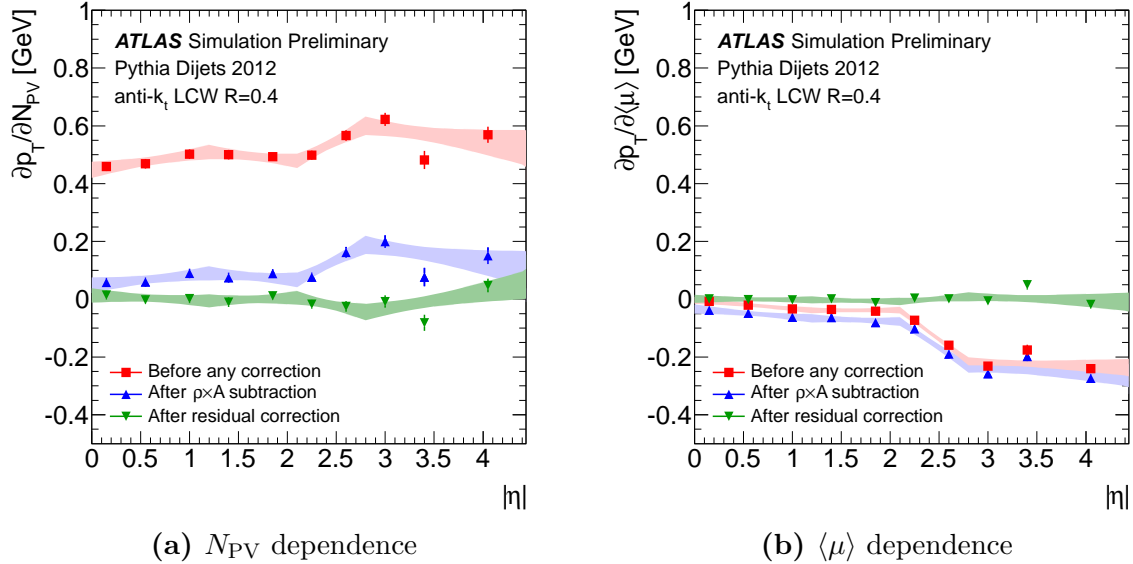 ∂p_T/∂N_PV [GeV]
1
0.8
0.6
0.4
0.2
0
-0.2
-0.4
ATLAS Simulation Preliminary
Pythia Dijets 2012
anti-k_t LCW R=0.4
Before any correction
After ρ×A subtraction
After residual correction
0 0.5 1 1.5 2 2.5 3 3.5 4
|η|
(a) N_PV dependence
∂p_T/∂⟨μ⟩ [GeV]
1
0.8
0.6
0.4
0.2
0
-0.2
-0.4
ATLAS Simulation Preliminary
Pythia Dijets 2012
anti-k_t LCW R=0.4
Before any correction
After ρ×A subtraction
After residual correction
0 0.5 1 1.5 2 2.5 3 3.5 4
|η|
(b) ⟨μ⟩ dependence